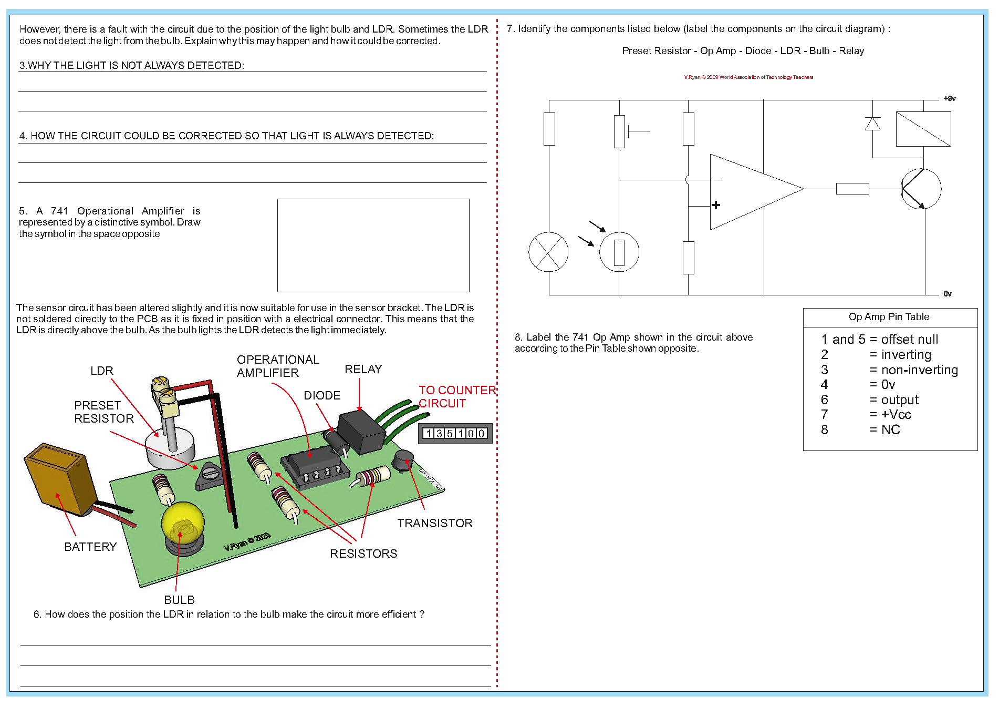 However, there is a fault with the circuit due to the position of the light bulb and LDR. Sometimes the LDR
does not detect the light from the bulb. Explain why this may happen and how it could be corrected.
3.WHY THE LIGHT IS NOT ALWAYS DETECTED:
4. HOW THE CIRCUIT COULD BE CORRECTED SO THAT LIGHT IS ALWAYS DETECTED:
5. A 741 Operational Amplifier is
represented by a distinctive symbol. Draw
the symbol in the space opposite
The sensor circuit has been altered slightly and it is now suitable for use in the sensor bracket. The LDR is
not soldered directly to the PCB as it is fixed in position with a electrical connector. This means that the
LDR is directly above the bulb. As the bulb lights the LDR detects the light immediately.
LDR
OPERATIONAL
AMPLIFIER
RELAY
DIODE
TO COUNTER
CIRCUIT
PRESET
RESISTOR
135100
by V.Ryan
TRANSISTOR
V.Ryan © 2020
BATTERY
RESISTORS
BULB
6. How does the position the LDR in relation to the bulb make the circuit more efficient ?
7. Identify the components listed below (label the components on the circuit diagram) :
Preset Resistor - Op Amp - Diode - LDR - Bulb - Relay
V.Ryan © 2009 World Association of Technology Teachers
+9v
−
+
0v
8. Label the 741 Op Amp shown in the circuit above
according to the Pin Table shown opposite.
Op Amp Pin Table
1 and 5 = offset null
2 = inverting
3 = non-inverting
4 = 0v
6 = output
7 = +Vcc
8 = NC